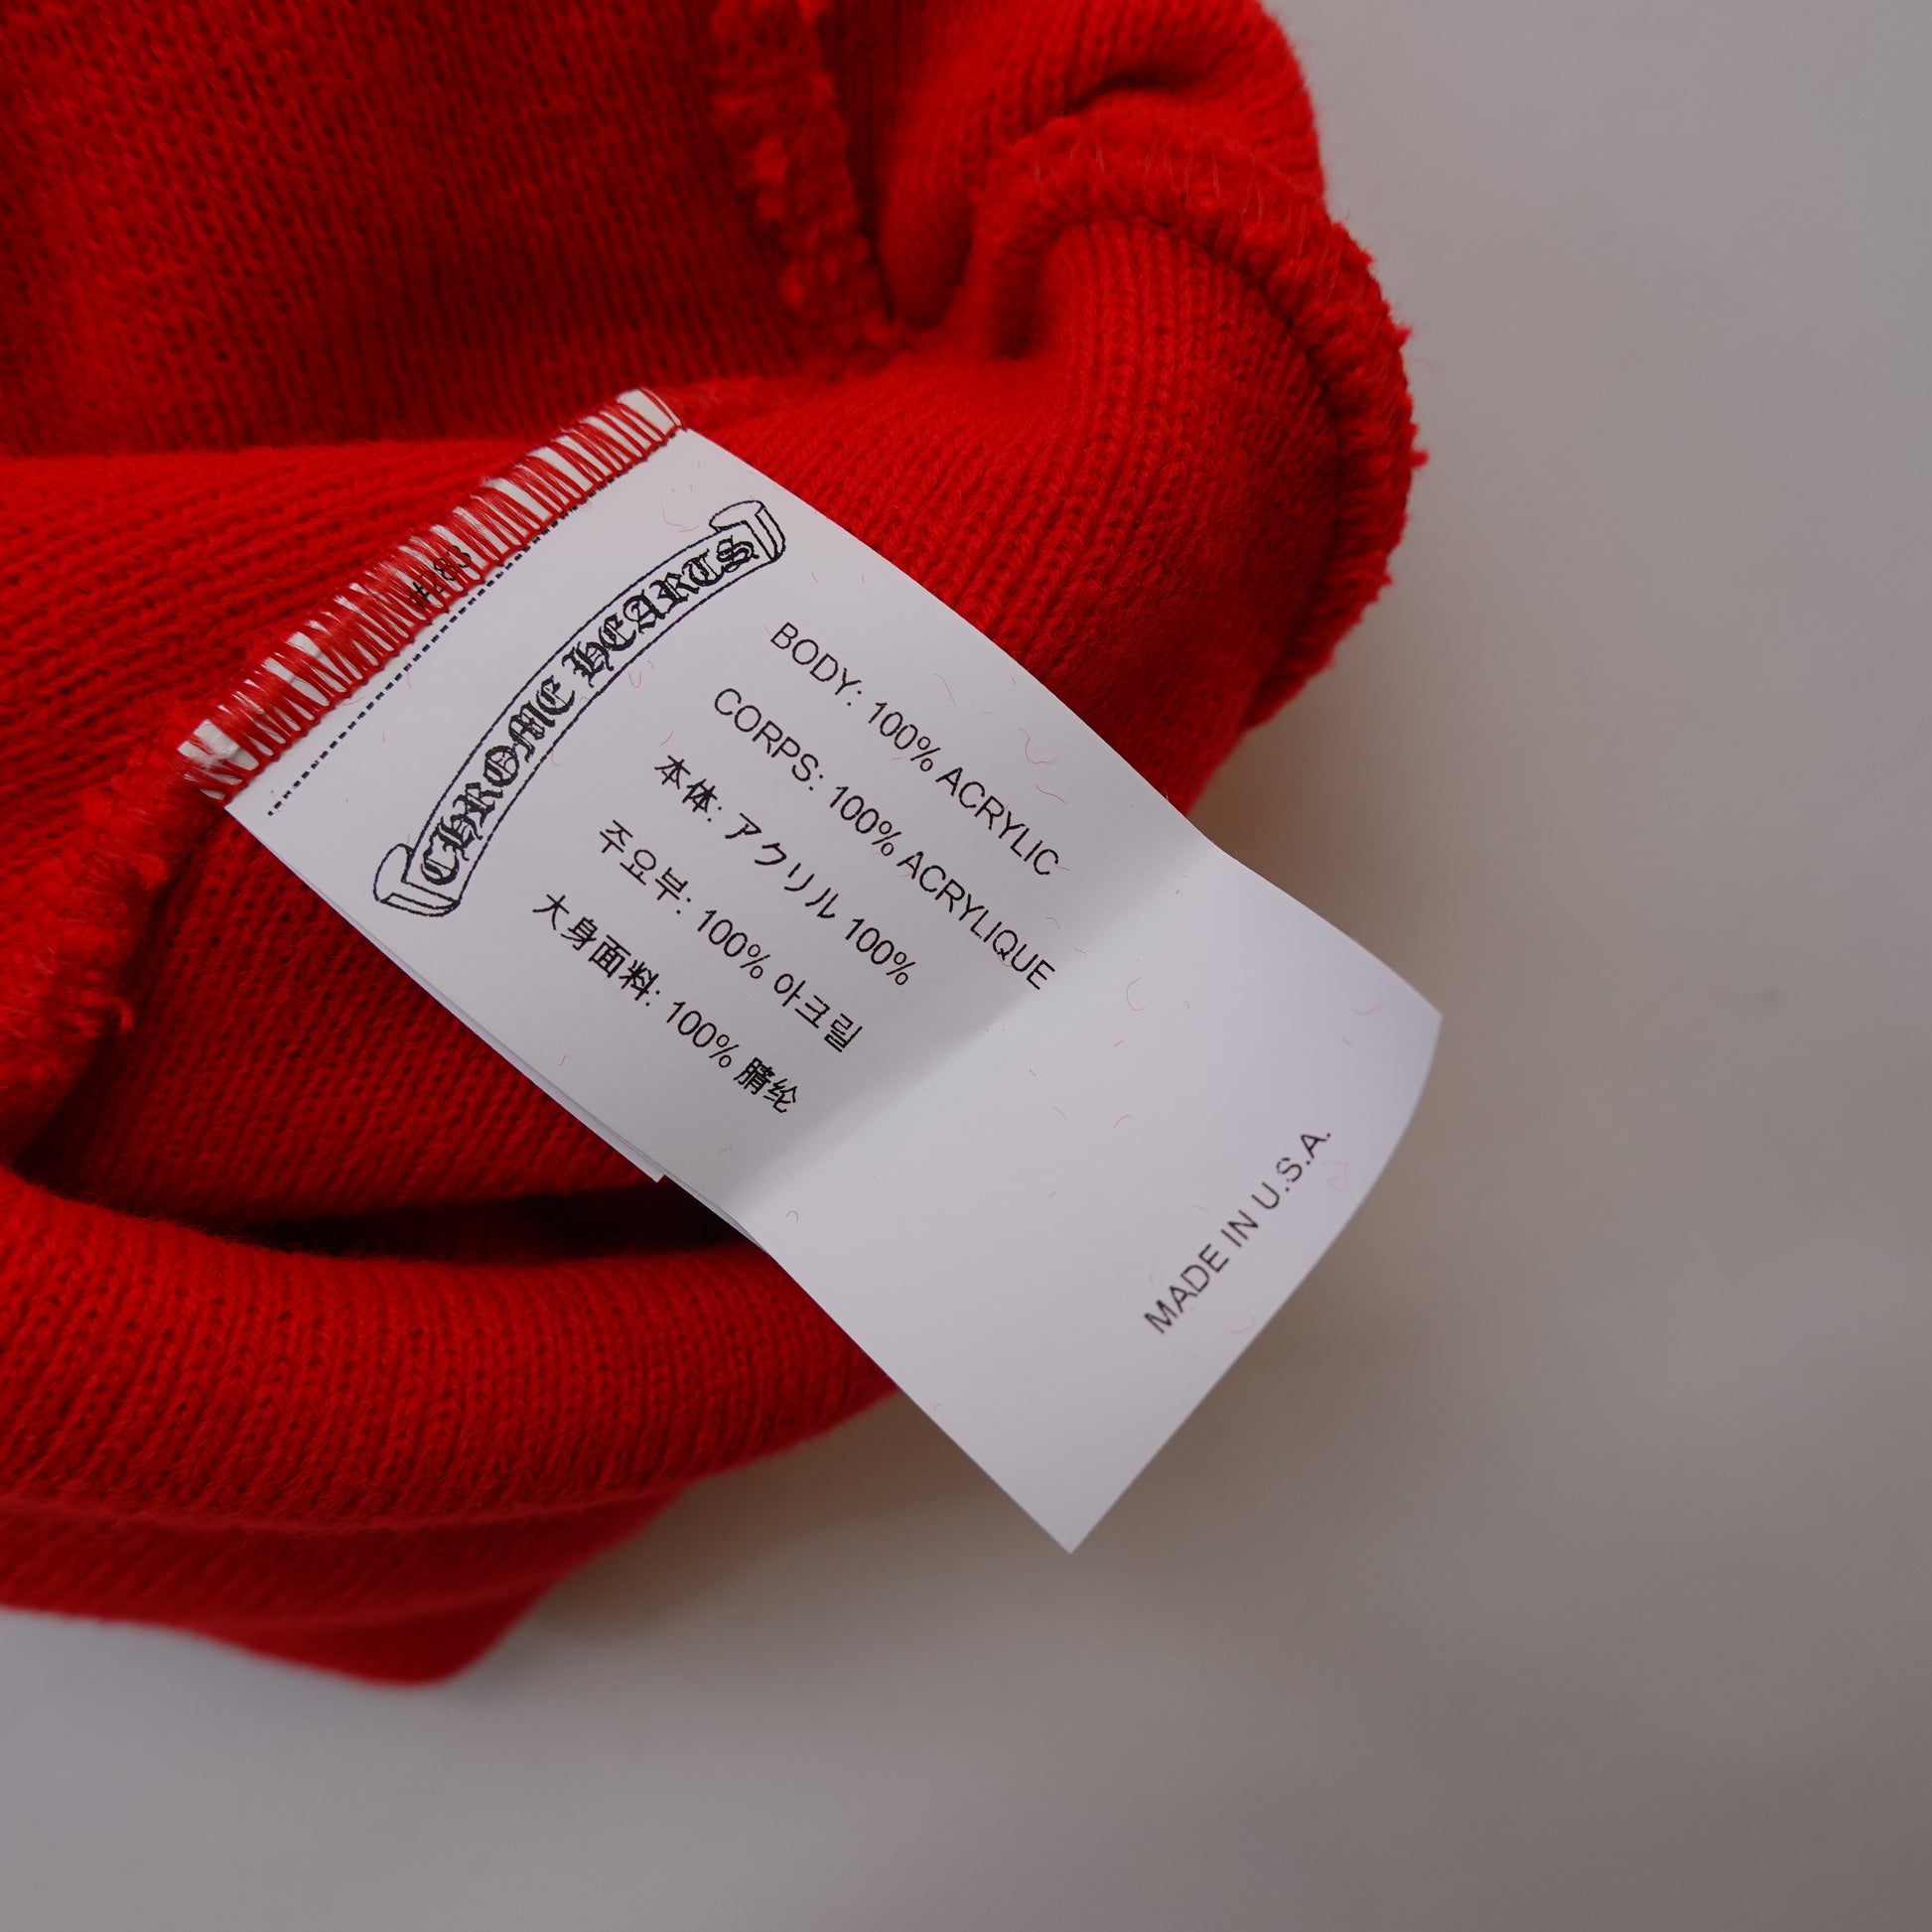 CHROME HEARTS
BODY: 100% ACRYLIC
CORPS: 100% ACRYLIQUE
本体: アクリル 100%
주요부: 100% 아크릴
大身面料: 100% 腈纶
MADE IN U.S.A.